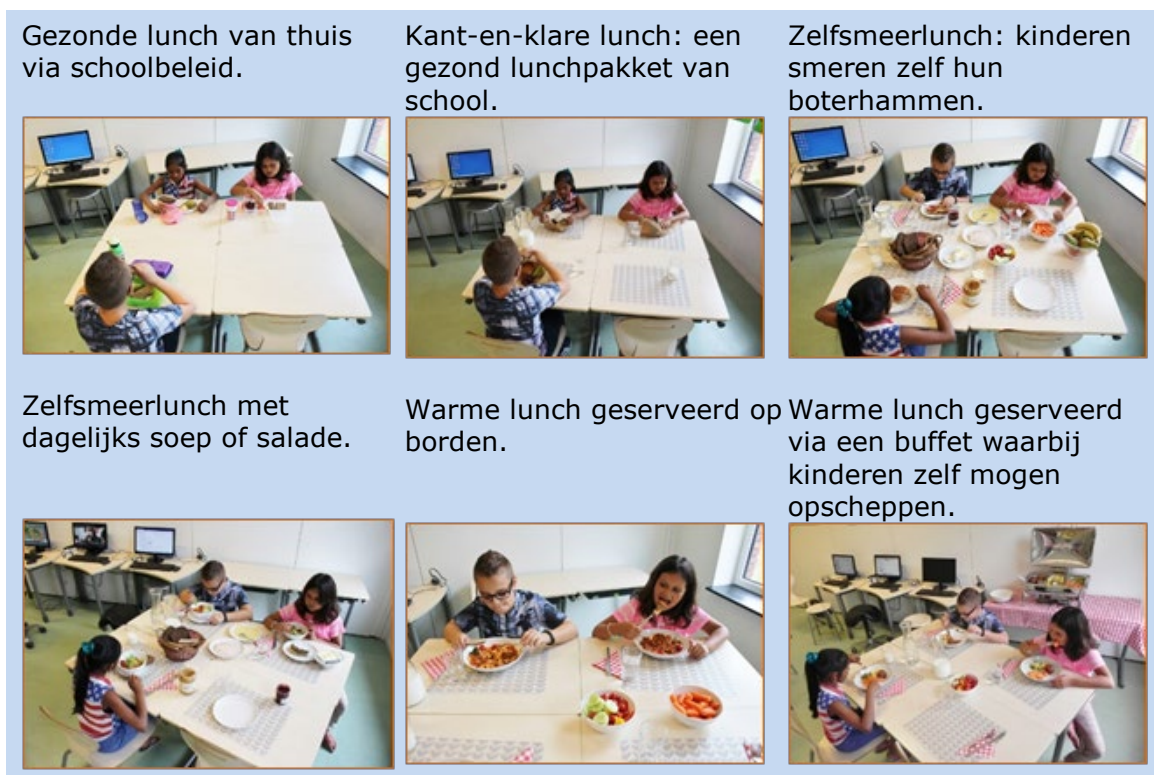 Gezonde lunch van thuis
via schoolbeleid.
Kant-en-klare lunch: een
gezond lunchpakket van
school.
Zelfsmeerlunch: kinderen
smeren zelf hun
boterhammen.
Zelfsmeerlunch met
dagelijks soep of salade.
Warme lunch geserveerd op
borden.
Warme lunch geserveerd
via een buffet waarbij
kinderen zelf mogen
opscheppen.